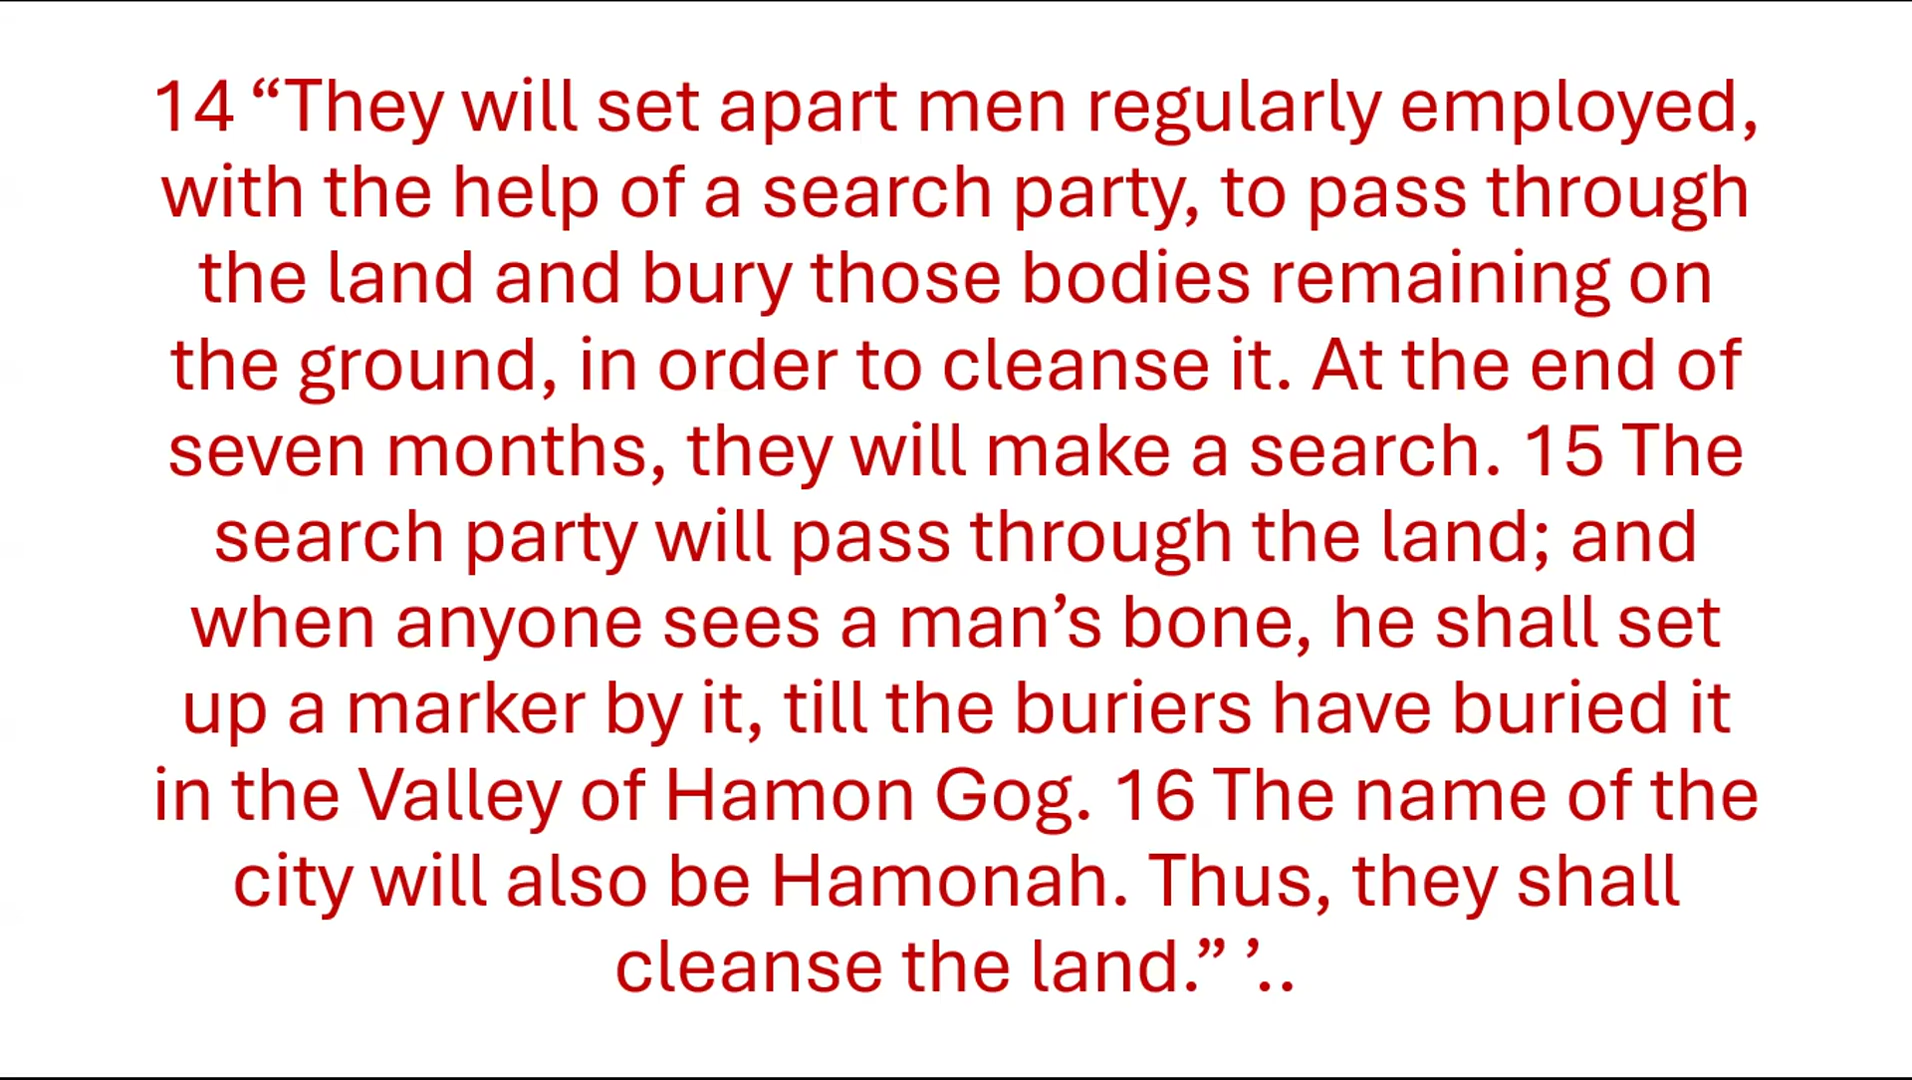 14 “They will set apart men regularly employed,
with the help of a search party, to pass through
the land and bury those bodies remaining on
the ground, in order to cleanse it. At the end of
seven months, they will make a search. 15 The
search party will pass through the land; and
when anyone sees a man’s bone, he shall set
up a marker by it, till the buriers have buried it
in the Valley of Hamon Gog. 16 The name of the
city will also be Hamonah. Thus, they shall
cleanse the land.” ’..